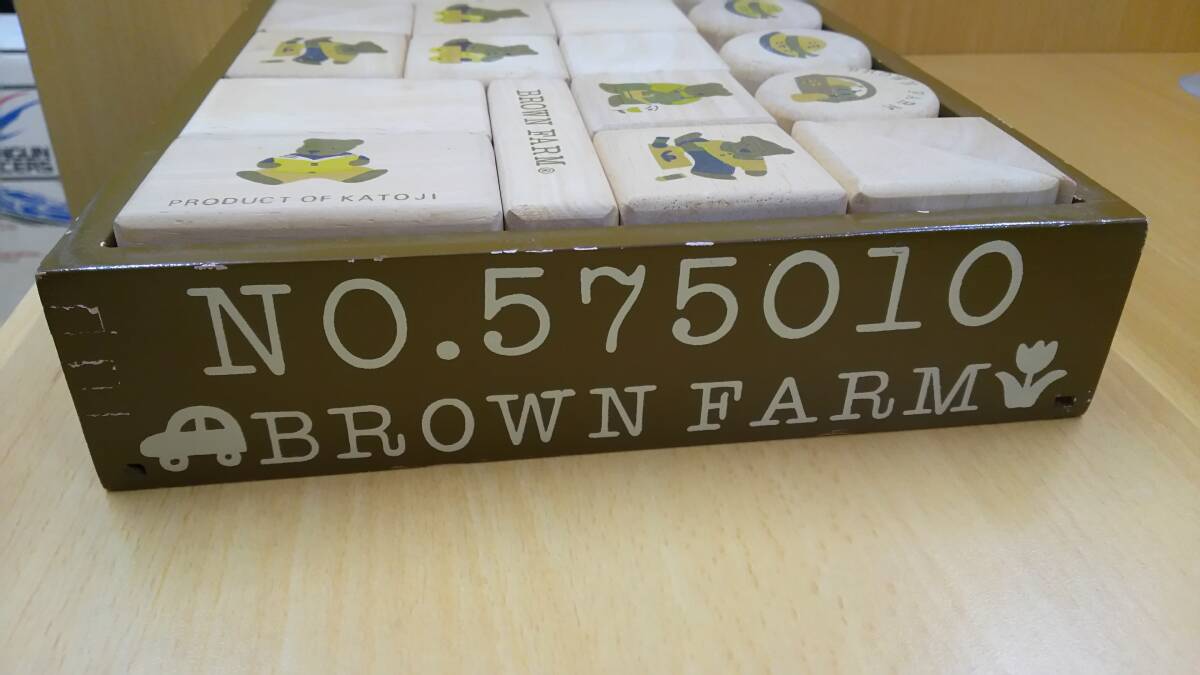 BROWN FARM®
PRODUCT OF KATOJI
NO.575010
BROWN FARM